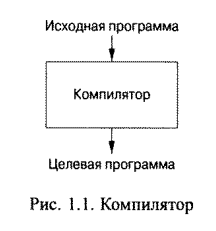 Исходная программа
Компилятор
Целевая программа
Рис. 1.1. Компилятор